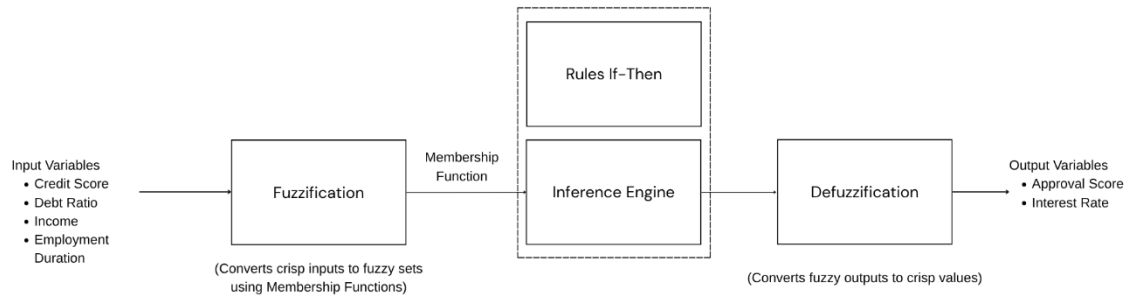 Input Variables
• Credit Score
• Debt Ratio
• Income
• Employment
Duration
Fuzzification
(Converts crisp inputs to fuzzy sets
using Membership Functions)
Membership
Function
Rules If-Then
Inference Engine
Defuzzification
(Converts fuzzy outputs to crisp values)
Output Variables
• Approval Score
• Interest Rate